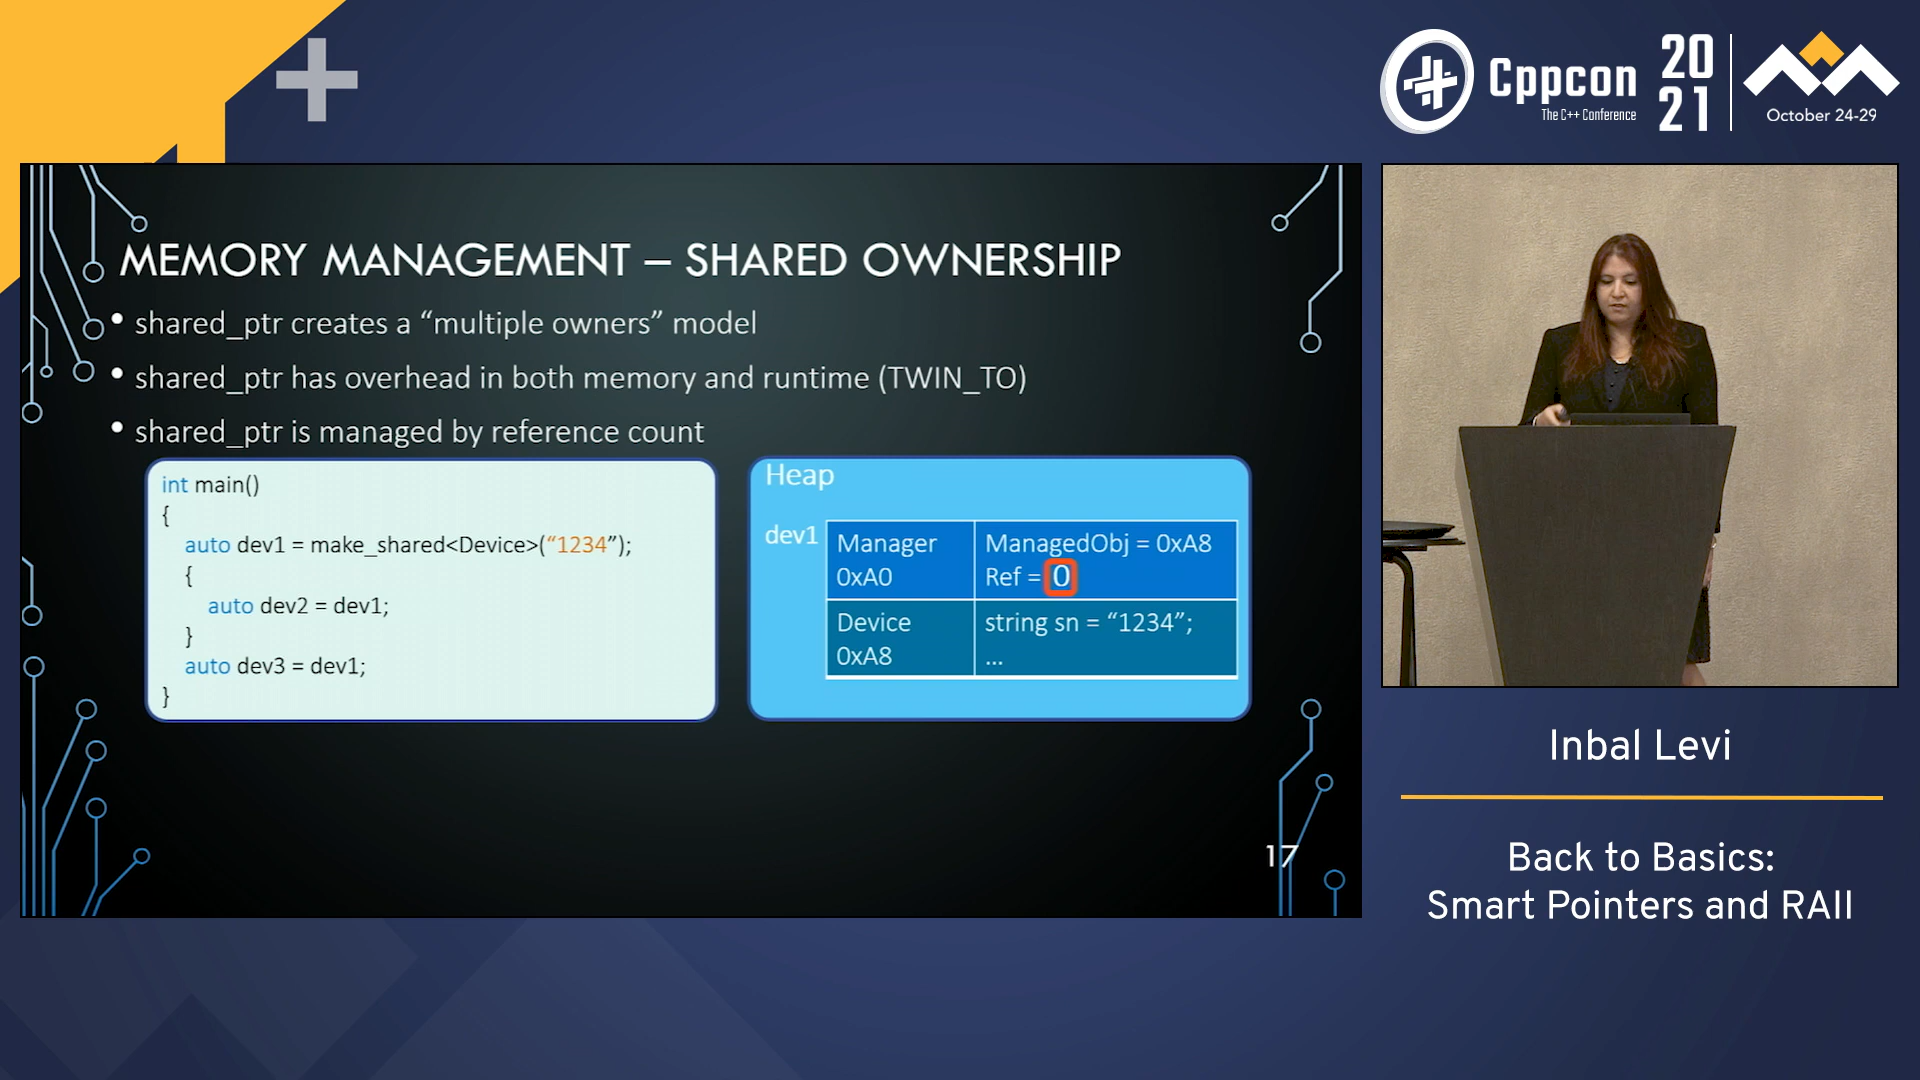 Cppcon
The C++ Conference
20
21
October 24-29
MEMORY MANAGEMENT – SHARED OWNERSHIP
• shared_ptr creates a “multiple owners” model
• shared_ptr has overhead in both memory and runtime (TWIN_TO)
• shared_ptr is managed by reference count
int main()
{
auto dev1 = make_shared<Device>(“1234”);
{
auto dev2 = dev1;
}
auto dev3 = dev1;
}
Heap
dev1
Manager
0xA0
ManagedObj = 0xA8
Ref = 0
Device
0xA8
string sn = “1234”;
...
17
Inbal Levi
Back to Basics:
Smart Pointers and RAII